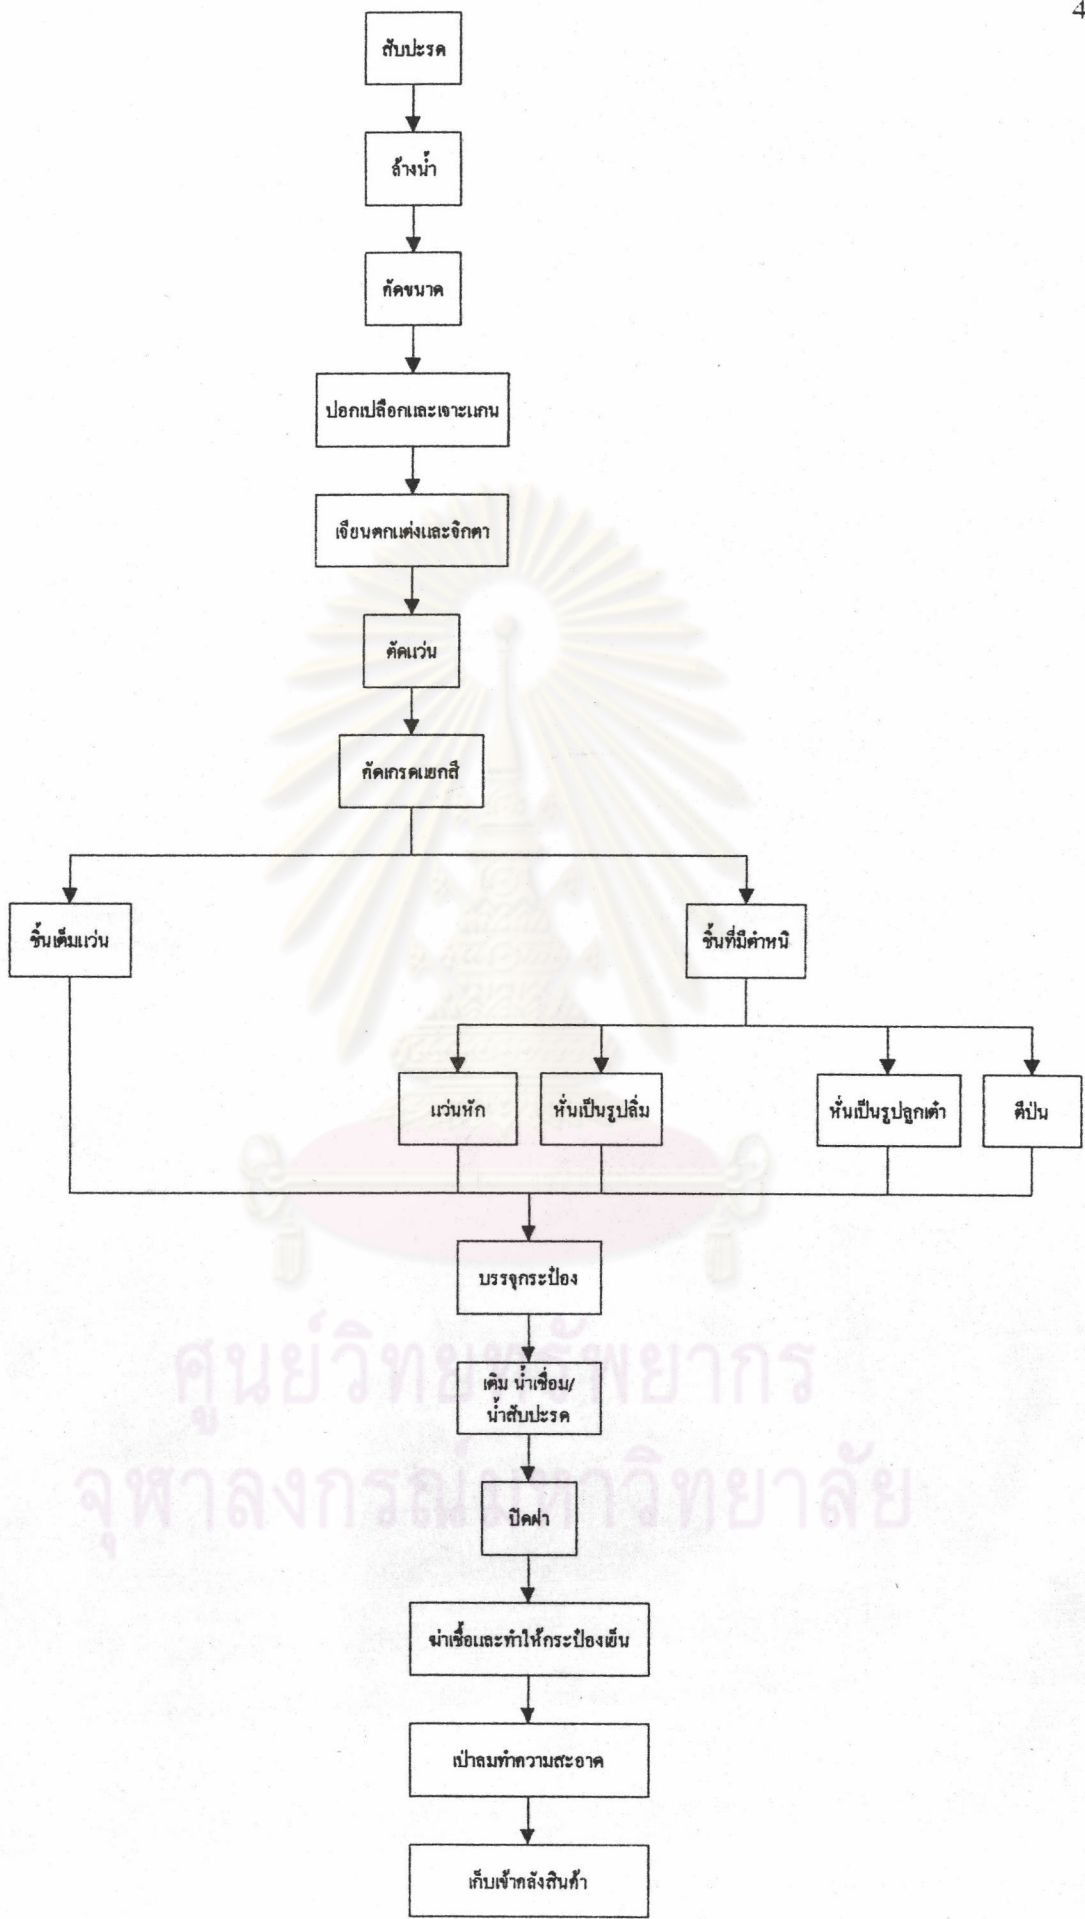 4
สับปะรด
ล้างน้ำ
คัดขนาด
ปอกเปลือกและเจาะแกน
เจียนตกแต่งและจิกตา
ตัดแว่น
คัดเกรดแยกสี
ชิ้นเต็มแว่น
ชิ้นที่มีตำหนิ
แว่นหัก
หั่นเป็นรูปลิ่ม
หั่นเป็นรูปลูกเต๋า
ตีป่น
บรรจุกระป๋อง
เติม น้ำเชื่อม/
น้ำสับปะรด
ศูนย์วิทยทรัพยากร
จุฬาลงกรณ์มหาวิทยาลัย
ปิดฝา
ฆ่าเชื้อและทำให้กระป๋องเย็น
เป่าลมทำความสะอาด
เก็บเข้าคลังสินค้า